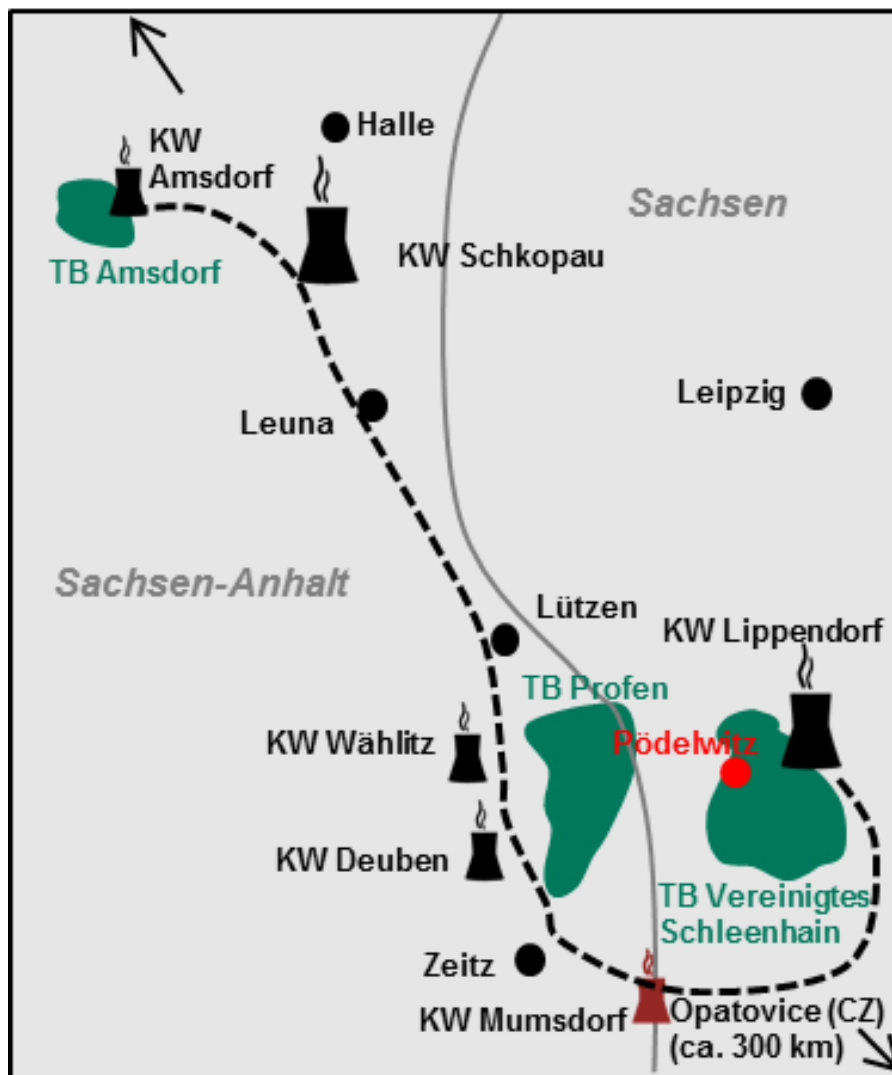 KW
Amsdorf
Halle
Sachsen
TB Amsdorf
KW Schkopau
Leipzig
Leuna
Sachsen-Anhalt
Lützen
KW Lippendorf
TB Profen
KW Wählitz
Pödelwitz
KW Deuben
TB Vereinigtes
Schleenhain
Zeitz
KW Mumsdorf
Opatovice (CZ)
(ca. 300 km)